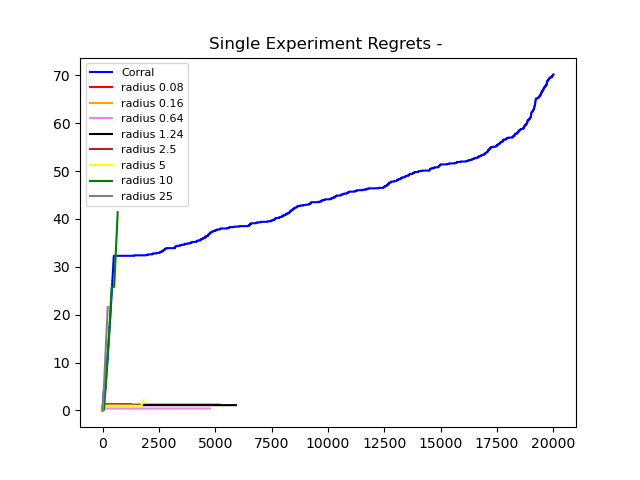 Single Experiment Regrets -
70
60
50
40
30
20
10
0
Corral
radius 0.08
radius 0.16
radius 0.64
radius 1.24
radius 2.5
radius 5
radius 10
radius 25
0 2500 5000 7500 10000 12500 15000 17500 20000